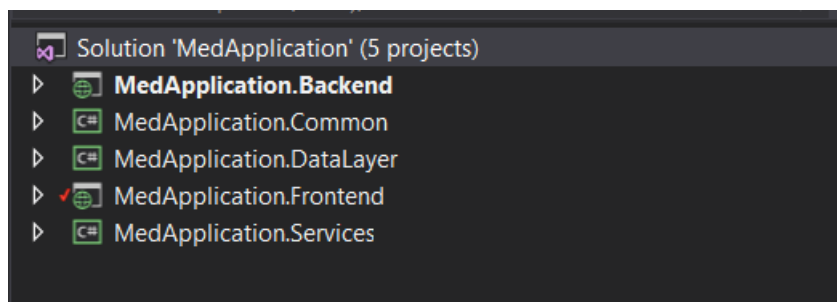 Solution 'MedApplication' (5 projects)
MedApplication.Backend
C# MedApplication.Common
C# MedApplication.DataLayer
MedApplication.Frontend
C# MedApplication.Services